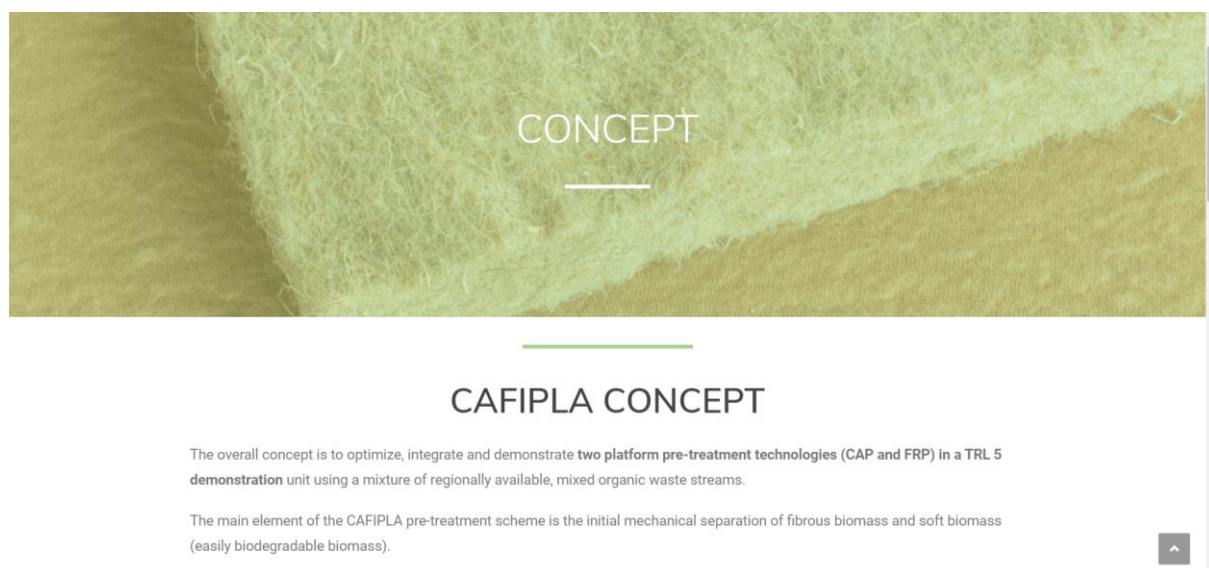 CONCEPT
CAFIPLA CONCEPT
The overall concept is to optimize, integrate and demonstrate two platform pre-treatment technologies (CAP and FRP) in a TRL 5
demonstration unit using a mixture of regionally available, mixed organic waste streams.
The main element of the CAFIPLA pre-treatment scheme is the initial mechanical separation of fibrous biomass and soft biomass
(easily biodegradable biomass).